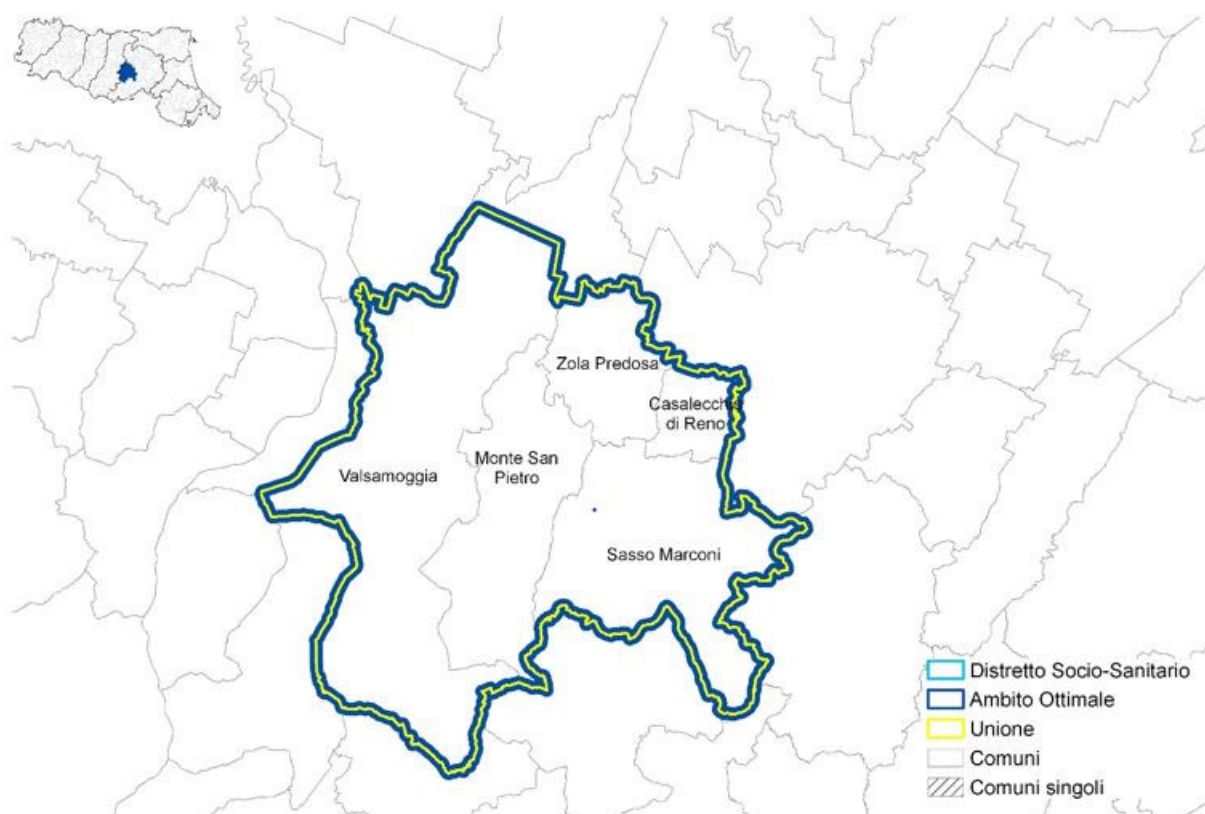 Zola Predosa
Casalecchio
di Reno
Monte San
Pietro
Valsamoggia
Sasso Marconi
Distretto Socio-Sanitario
Ambito Ottimale
Unione
Comuni
Comuni singoli